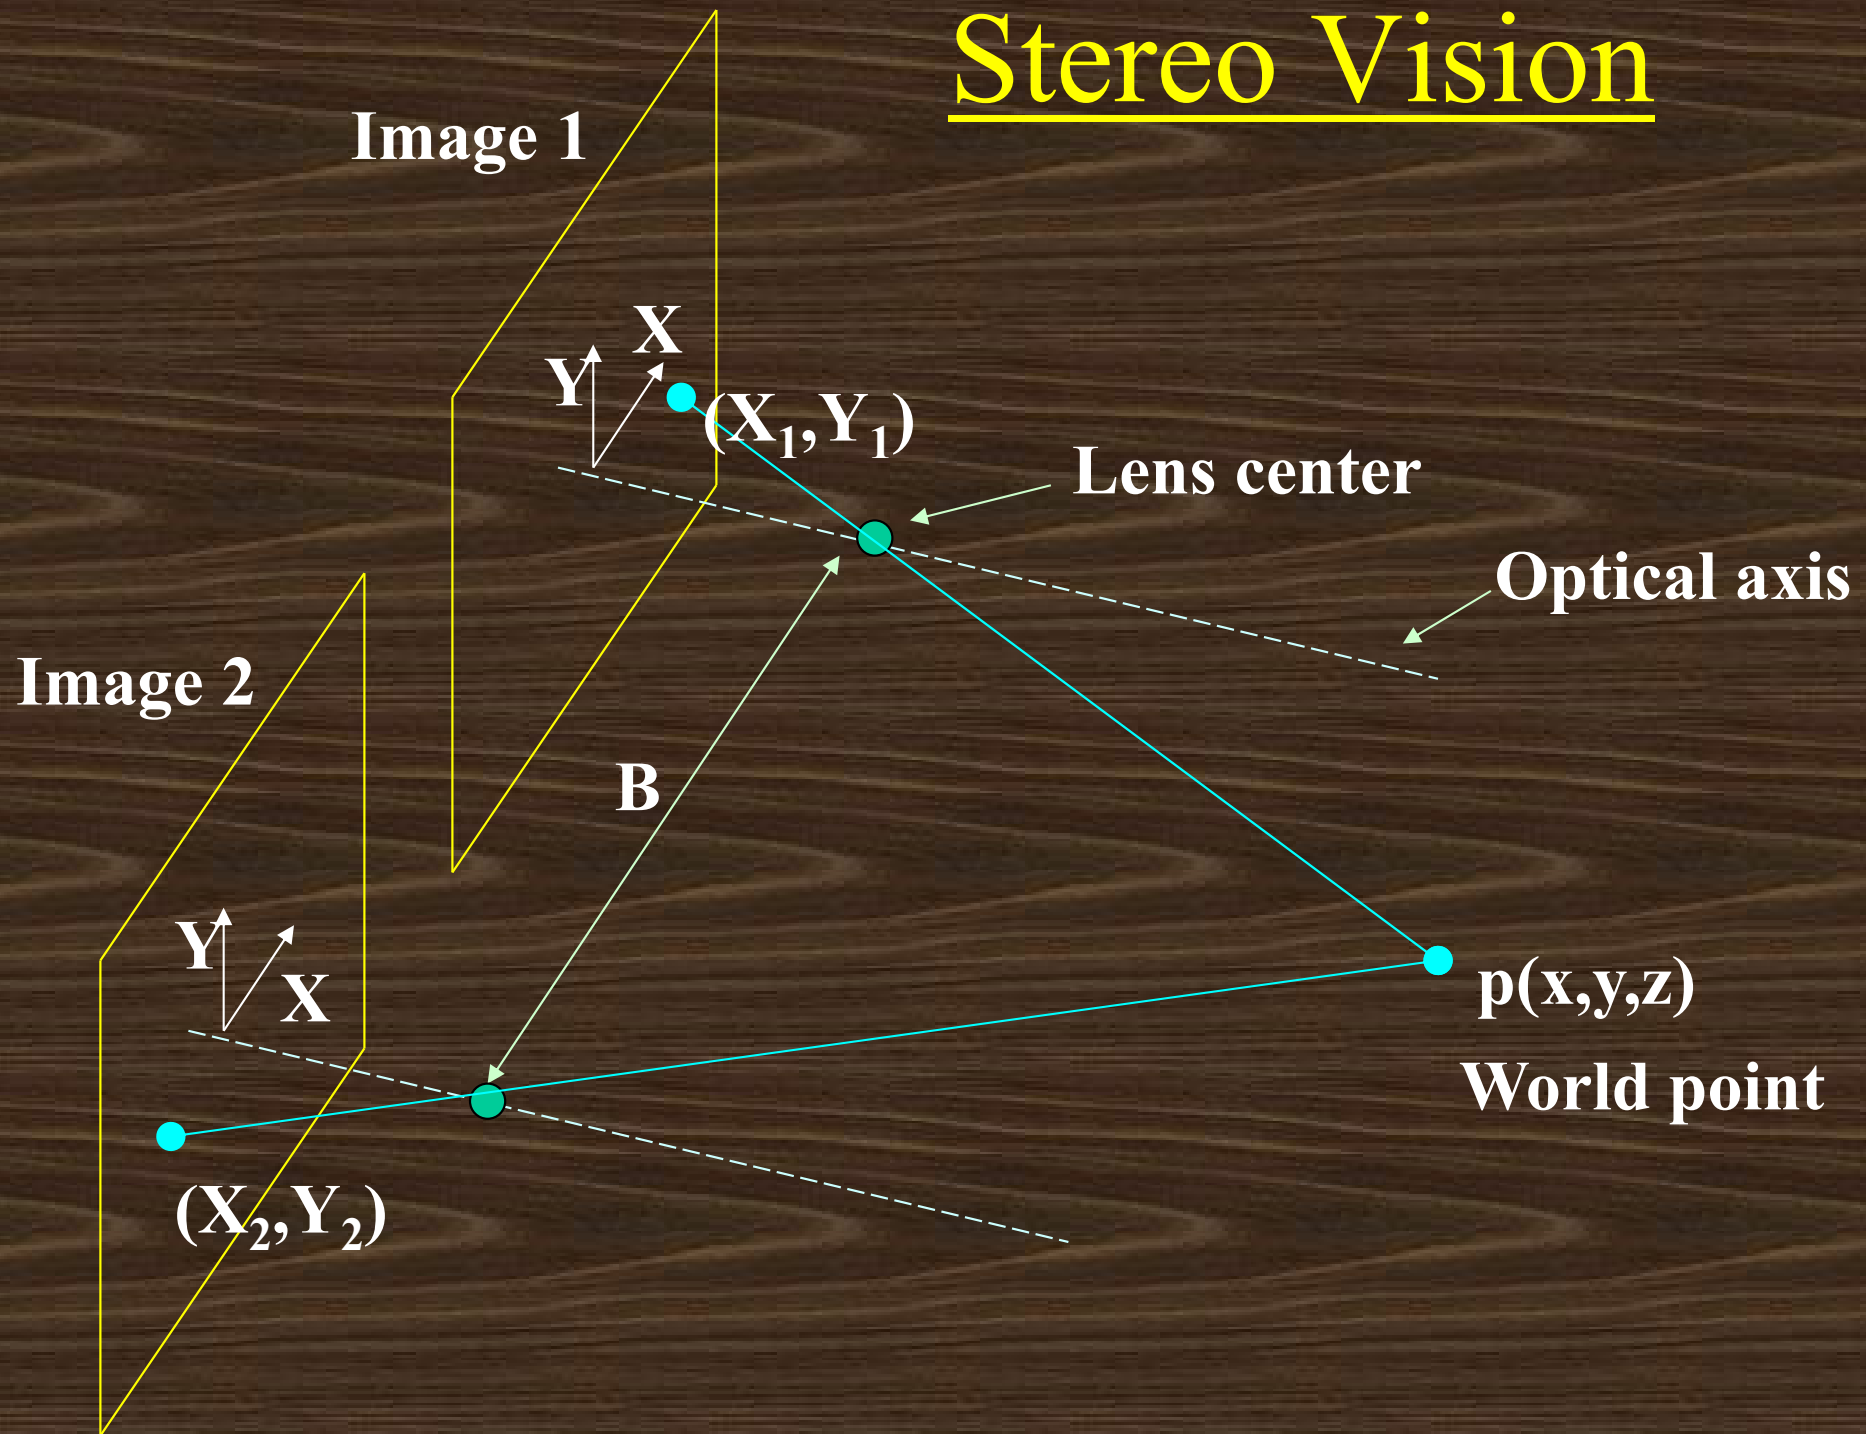 Stereo Vision
Image 1
X
Y
(X₁,Y₁)
Lens center
Optical axis
Image 2
B
Y
X
p(x,y,z)
World point
(X₂,Y₂)